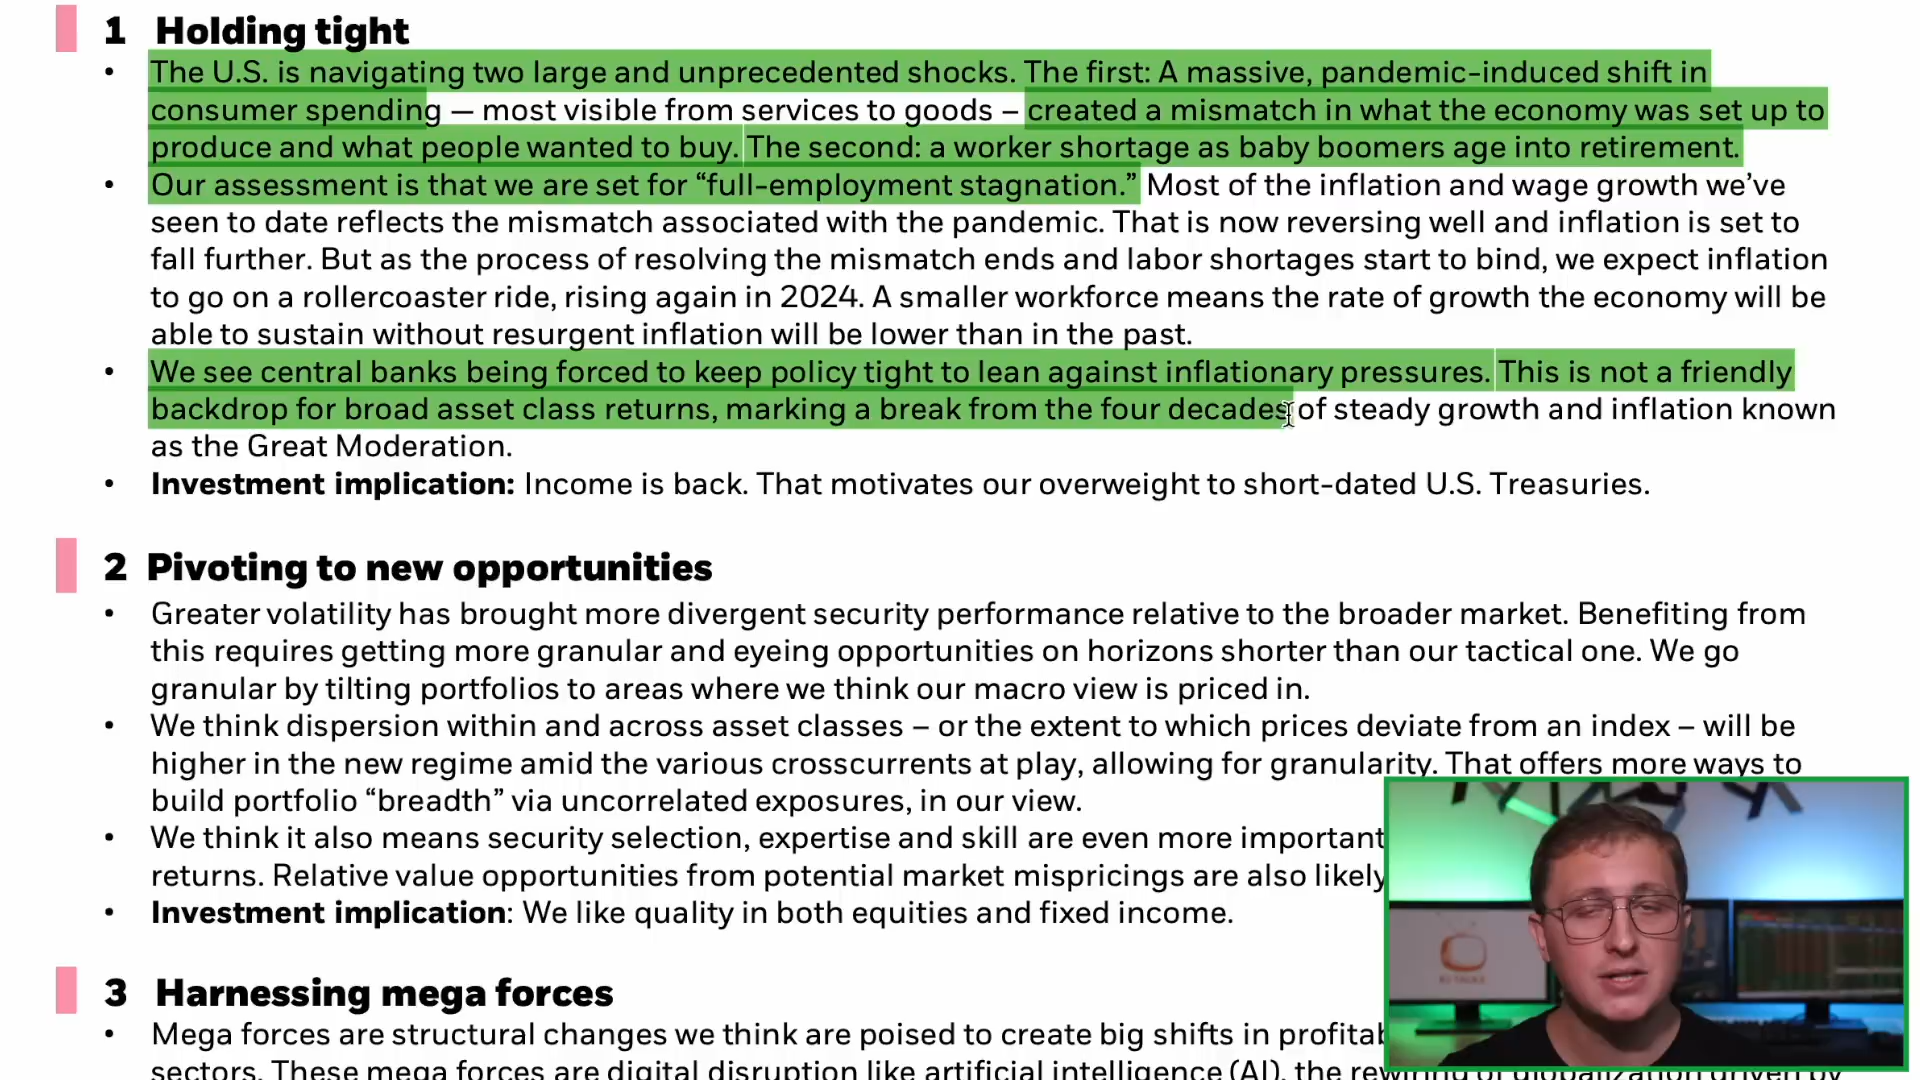 1 Holding tight
• The U.S. is navigating two large and unprecedented shocks. The first: A massive, pandemic-induced shift in
consumer spending — most visible from services to goods – created a mismatch in what the economy was set up to
produce and what people wanted to buy. The second: a worker shortage as baby boomers age into retirement.
• Our assessment is that we are set for “full-employment stagnation.” Most of the inflation and wage growth we’ve
seen to date reflects the mismatch associated with the pandemic. That is now reversing well and inflation is set to
fall further. But as the process of resolving the mismatch ends and labor shortages start to bind, we expect inflation
to go on a rollercoaster ride, rising again in 2024. A smaller workforce means the rate of growth the economy will be
able to sustain without resurgent inflation will be lower than in the past.
• We see central banks being forced to keep policy tight to lean against inflationary pressures. This is not a friendly
backdrop for broad asset class returns, marking a break from the four decades of steady growth and inflation known
as the Great Moderation.
• Investment implication: Income is back. That motivates our overweight to short-dated U.S. Treasuries.
2 Pivoting to new opportunities
• Greater volatility has brought more divergent security performance relative to the broader market. Benefiting from
this requires getting more granular and eyeing opportunities on horizons shorter than our tactical one. We go
granular by tilting portfolios to areas where we think our macro view is priced in.
• We think dispersion within and across asset classes – or the extent to which prices deviate from an index – will be
higher in the new regime amid the various crosscurrents at play, allowing for granularity. That offers more ways to
build portfolio “breadth” via uncorrelated exposures, in our view.
• We think it also means security selection, expertise and skill are even more important
returns. Relative value opportunities from potential market mispricings are also likely
• Investment implication: We like quality in both equities and fixed income.
3 Harnessing mega forces
• Mega forces are structural changes we think are poised to create big shifts in
sectors. These mega forces are digital disruption like artificial intelligence (AI), the rewiring of globalization driven by